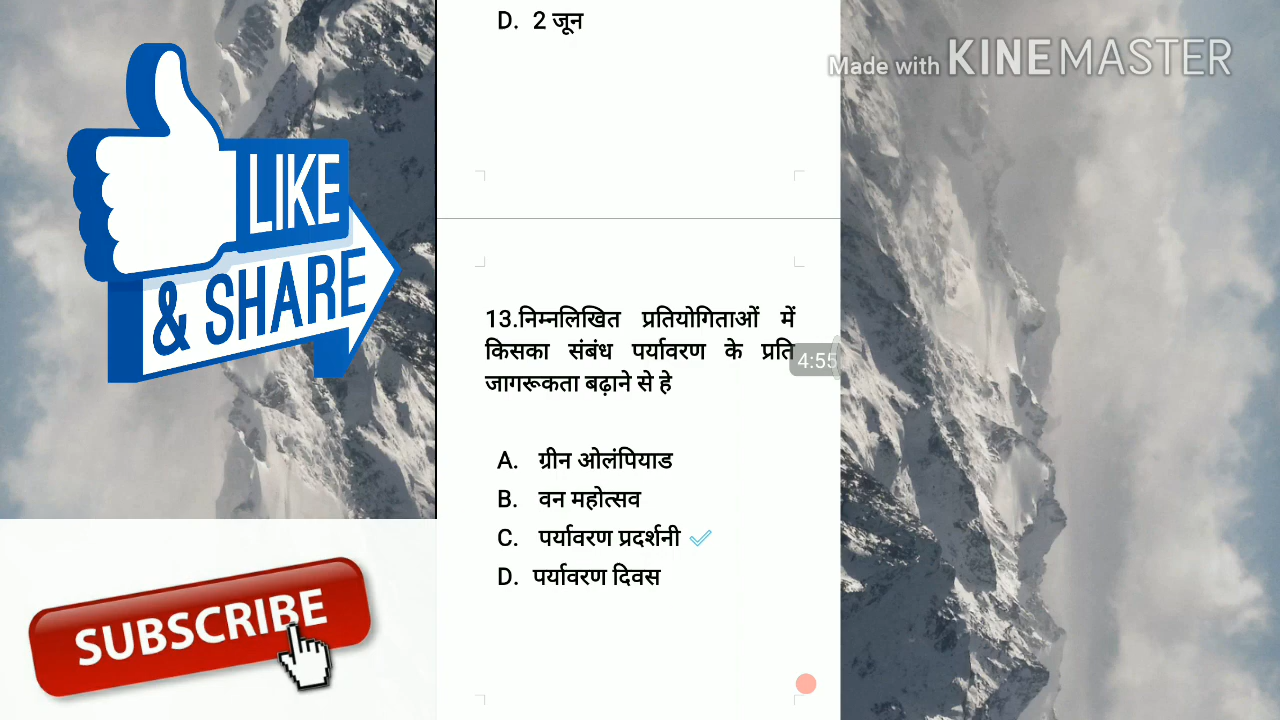 D. 2 जून
Made with KINEMASTER
LIKE
& SHARE
13.निम्नलिखित प्रतियोगिताओं में
किसका संबंध पर्यावरण के प्रति
जागरूकता बढ़ाने से हे
4:55
A. ग्रीन ओलंपियाड
B. वन महोत्सव
C. पर्यावरण प्रदर्शनी
D. पर्यावरण दिवस
SUBSCRIBE